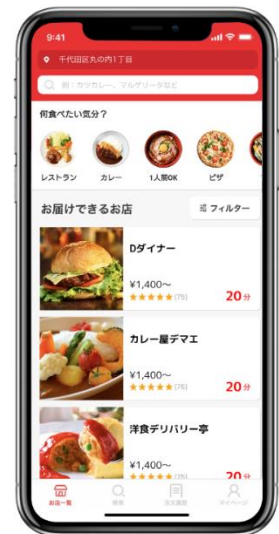 9:41
千代田区丸の内1丁目
例：カツカレー、マルゲリータなど
何食べたい気分？
レストラン
カレー
1人前OK
ピザ
お届けできるお店
フィルター
Dダイナー
¥1,400〜
★★★★★(75)
20分
カレー屋デマエ
¥1,400〜
★★★★★(75)
20分
洋食デリバリー亭
¥1,400〜
★★★★★(75)
20分
お店一覧
検索
注文履歴
マイページ